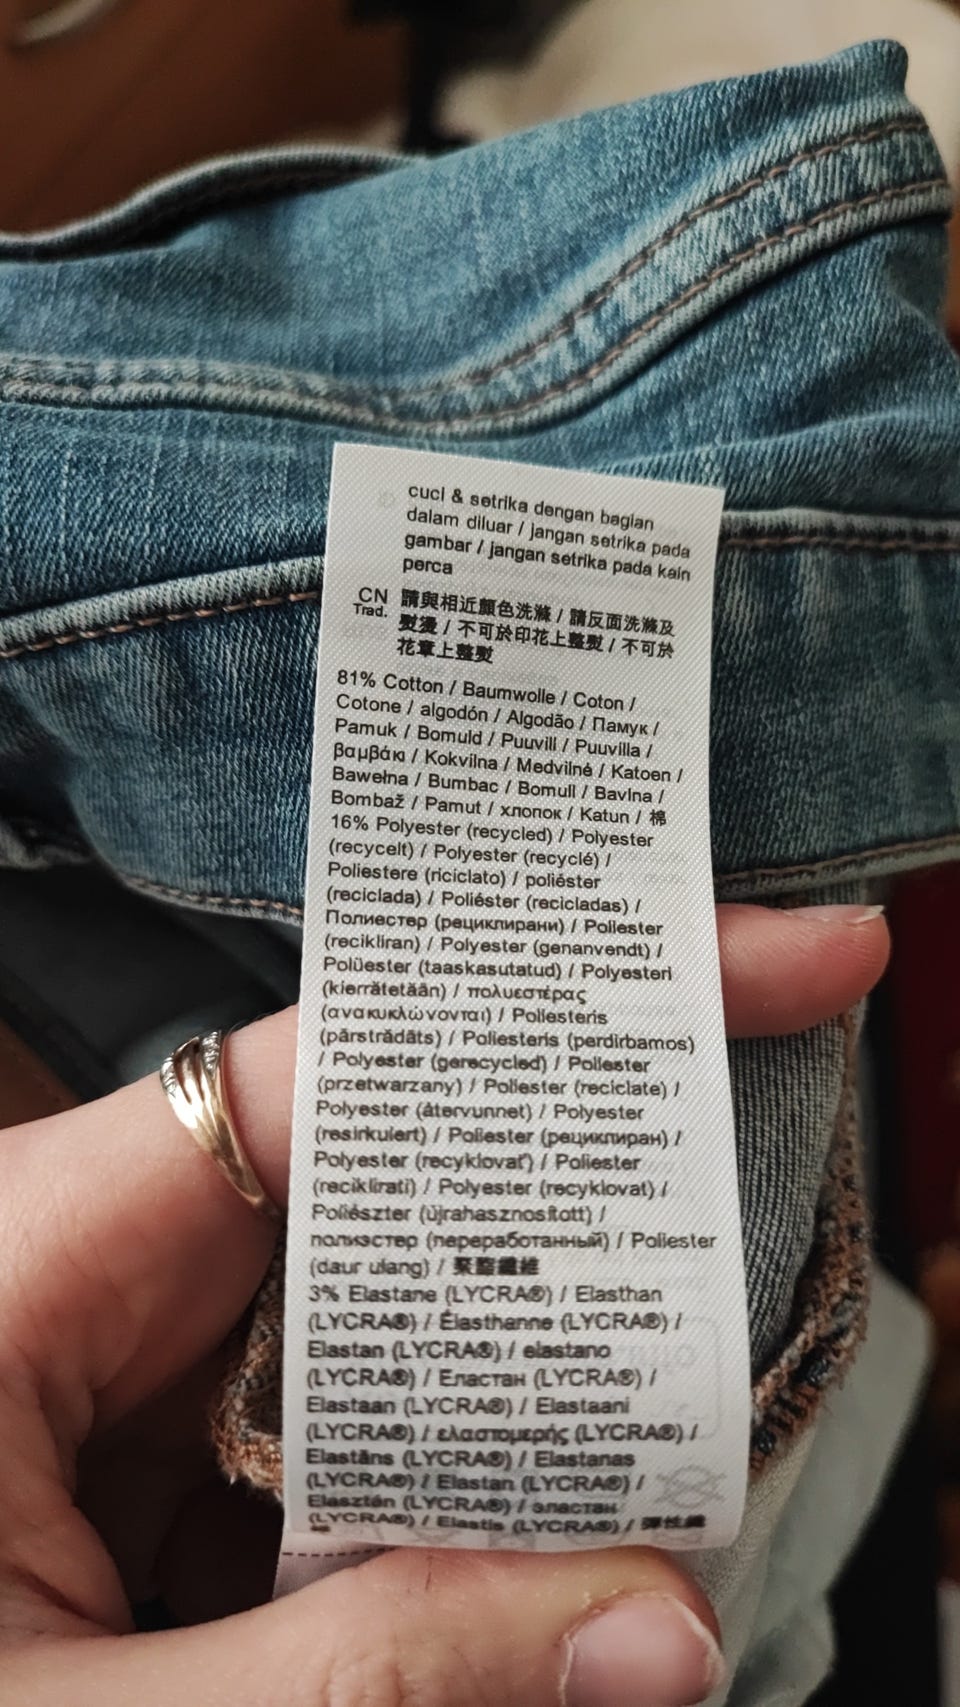 cuci & setrika dengan bagian
dalam diluar / jangan setrika pada
gambar / jangan setrika pada kain
perca
CN Trad. 請與相近顏色洗滌 / 請反面洗滌及
熨燙 / 不可於印花上整熨 / 不可於
花章上整熨
81% Cotton / Baumwolle / Coton /
Cotone / algodón / Algodão / Памук /
Pamuk / Bomuld / Puuvill / Puuvilla /
βαμβάκι / Kokvilna / Medvilnė / Katoen /
Bawełna / Bumbac / Bomull / Bavlna /
Bombaž / Pamut / хлопок / Katun / 棉
16% Polyester (recycled) / Polyester
(recycelt) / Polyester (recyclé) /
Poliestere (riciclato) / poliéster
(reciclada) / Poliéster (recicladas) /
Полиестер (рециклирани) / Poliester
(recikliran) / Polyester (genanvendt) /
Polüester (taaskasutatud) / Polyesteri
(kierrätetään) / πολυεστέρας
(ανακυκλώνονται) / Poliesteris
(pārstrādāts) / Poliesteris (perdirbamos)
/ Polyester (gerecycled) / Poliester
(przetwarzany) / Poliester (reciclate) /
Polyester (återvunnet) / Polyester
(resirkulert) / Poliester (рециклиран) /
Polyester (recyklovať) / Poliester
(reciklirati) / Polyester (recyklovat) /
Poliészter (újrahasznosított) /
полиэстер (переработанный) / Poliester
(daur ulang) / 聚酯纖維
3% Elastane (LYCRA®) / Elasthan
(LYCRA®) / Élasthanne (LYCRA®) /
Elastan (LYCRA®) / elastano
(LYCRA®) / Еластан (LYCRA®) /
Elastaan (LYCRA®) / Elastaani
(LYCRA®) / ελαστομερής (LYCRA®) /
Elastāns (LYCRA®) / Elastanas
(LYCRA®) / Elastan (LYCRA®) /
Elasztán (LYCRA®) / эластан
(LYCRA®) / Elastis (LYCRA®) / 彈性纖